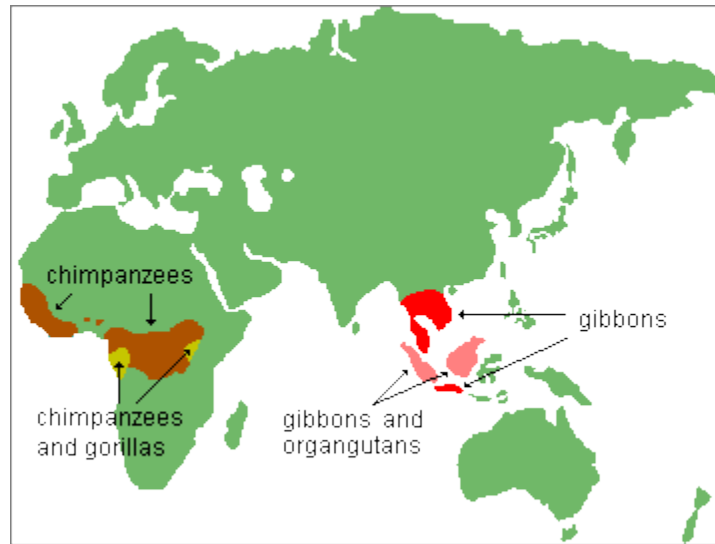 chimpanzees
gibbons
chimpanzees
and gorillas
gibbons and
organgutans